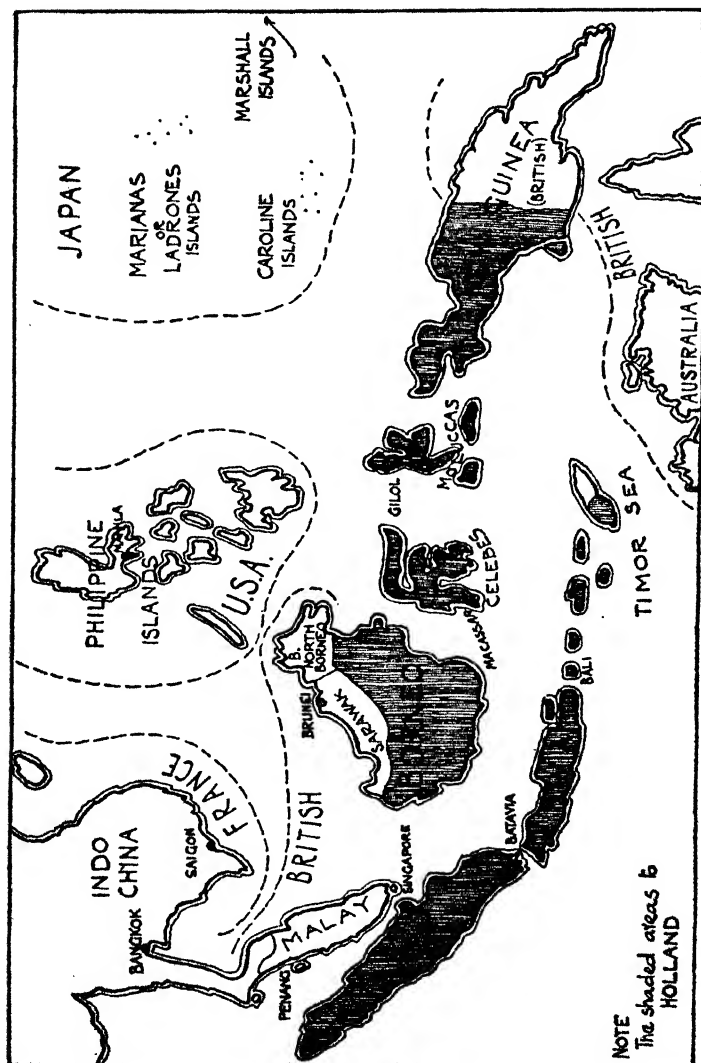 INDO
CHINA
BANGKOK
SAIGON
FRANCE
BRITISH
PHILIPPINE
ISLANDS
MANILA
U.S.A.
JAPAN
MARIANAS
OR
LADRONES
ISLANDS
CAROLINE
ISLANDS
MARSHALL
ISLANDS
PENANG
MALAY
SINGAPORE
BRUNEI
B.
NORTH
BORNEO
SARAWAK
BORNEO
MACASSAR
CELEBES
GILOL
MOLUCCAS
GUINEA
(BRITISH)
BATAVIA
BALI
TIMOR SEA
BRITISH
AUSTRALIA
NOTE
The shaded areas to
HOLLAND